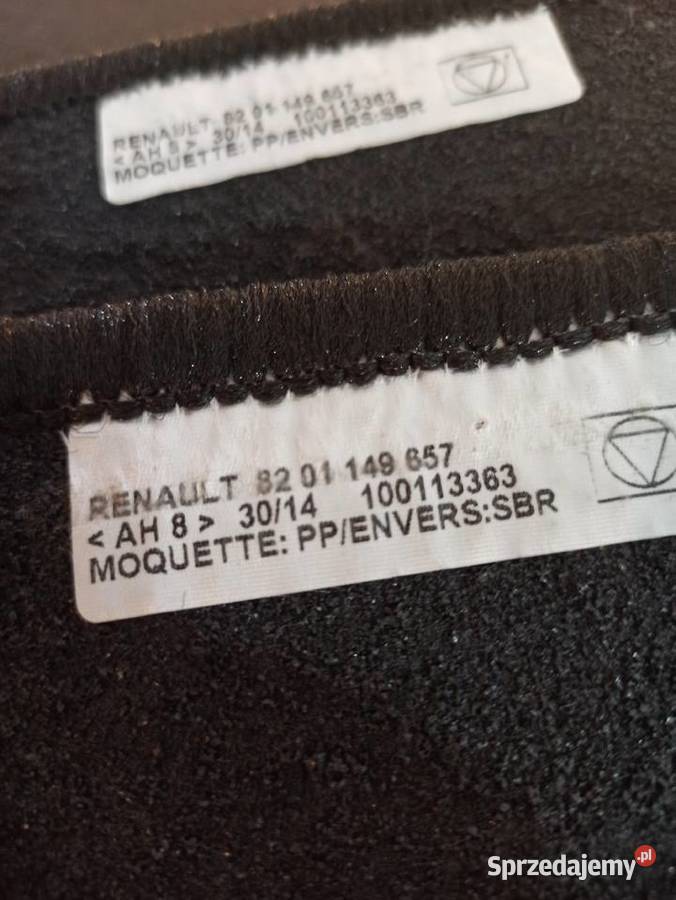 RENAULT 82 01 149 657
< AH 8 > 30/14 100113363
MOQUETTE: PP/ENVERS:SBR
RENAULT 82 01 149 657
< AH 8 > 30/14 100113363
MOQUETTE: PP/ENVERS:SBR
Sprzedajemy.pl